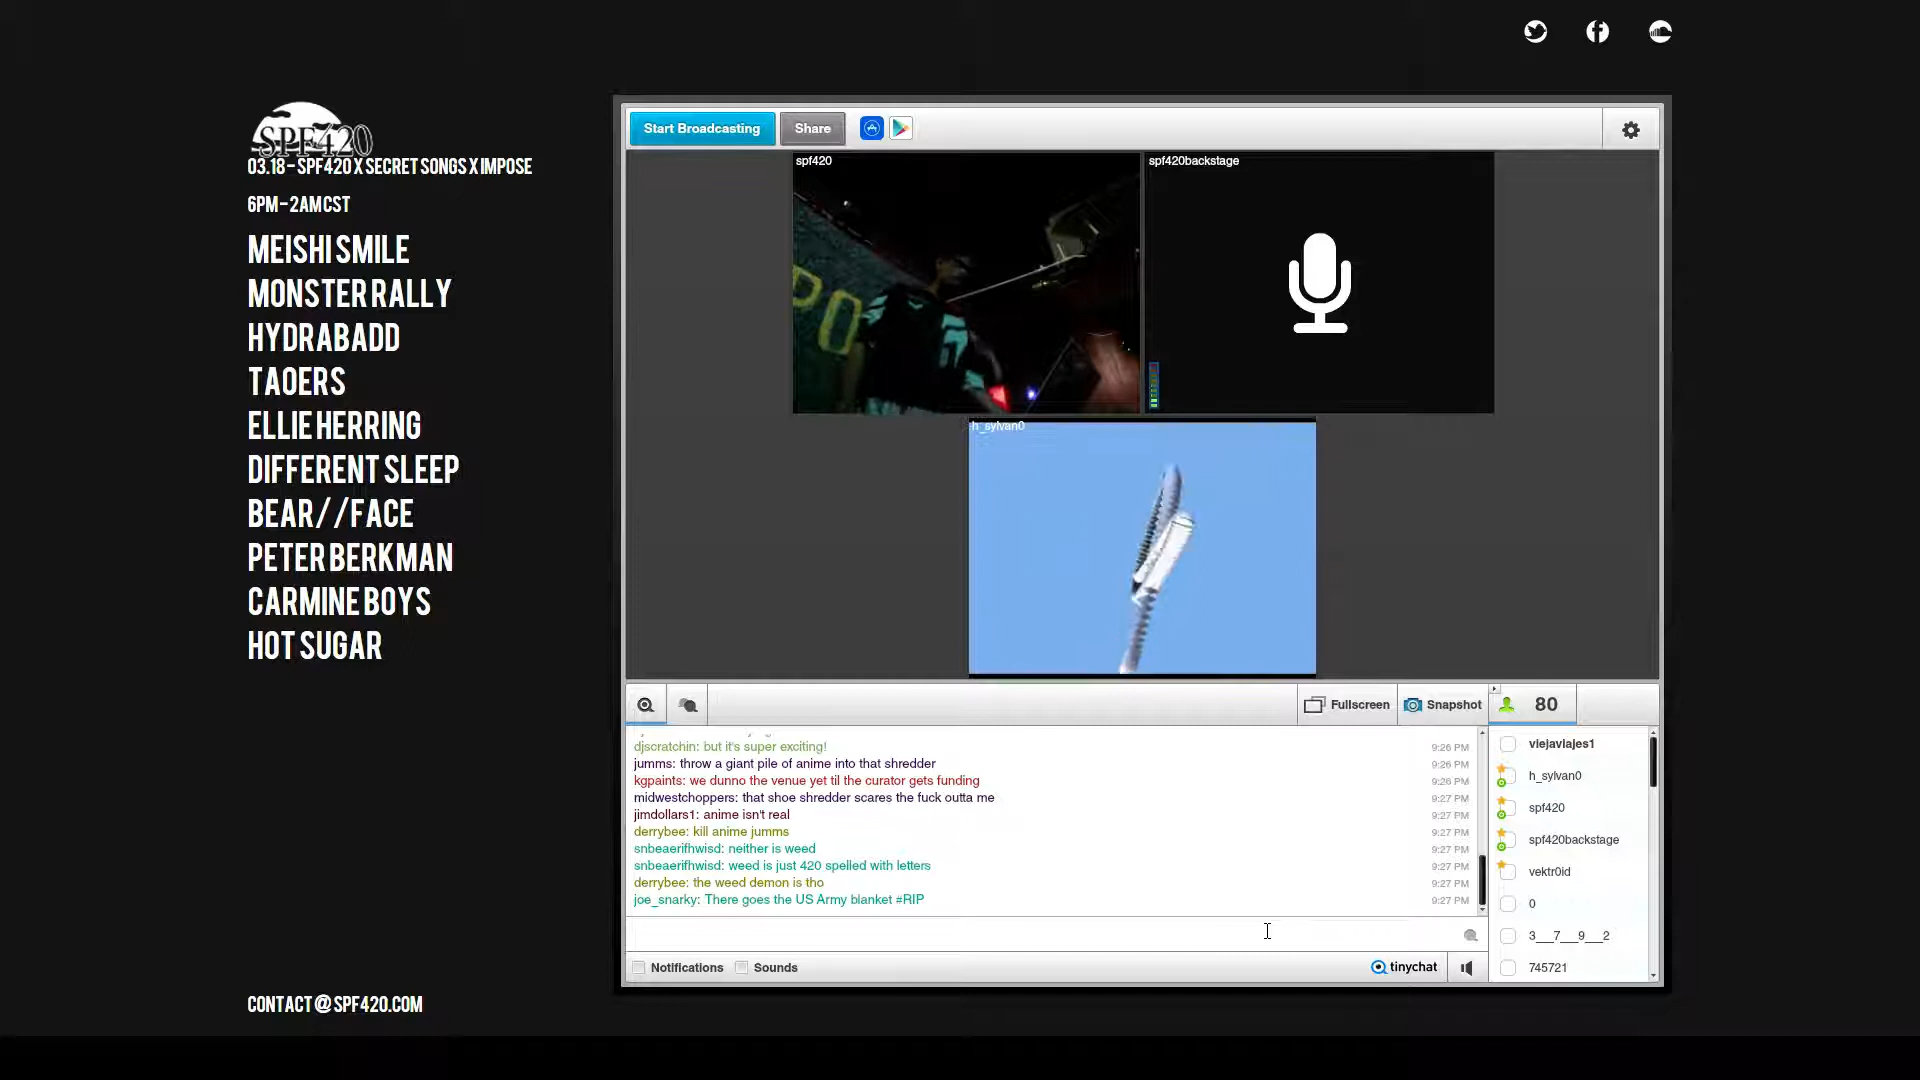 SPF420
03.18 - SPF420 X SECRET SONGS X IMPOSE
6PM - 2AM CST
MEISHI SMILE
MONSTER RALLY
HYDRABADD
TAOERS
ELLIE HERRING
DIFFERENT SLEEP
BEAR//FACE
PETER BERKMAN
CARMINE BOYS
HOT SUGAR
CONTACT@SPF420.COM
Start Broadcasting
Share
spf420
spf420backstage
PO
h_sylvan0
Fullscreen
Snapshot
80
djscratchin: but it's super exciting! 9:26 PM
jumms: throw a giant pile of anime into that shredder 9:26 PM
kgpaints: we dunno the venue yet til the curator gets funding 9:26 PM
midwestchoppers: that shoe shredder scares the fuck outta me 9:27 PM
jimdollars1: anime isn't real 9:27 PM
derrybee: kill anime jumms 9:27 PM
snbeaerifhwisd: neither is weed 9:27 PM
snbeaerifhwisd: weed is just 420 spelled with letters 9:27 PM
derrybee: the weed demon is tho 9:27 PM
joe_snarky: There goes the US Army blanket #RIP 9:27 PM
Notifications
Sounds
tinychat
viejaviajes1
h_sylvan0
spf420
spf420backstage
vektr0id
0
3__7__9__2
745721